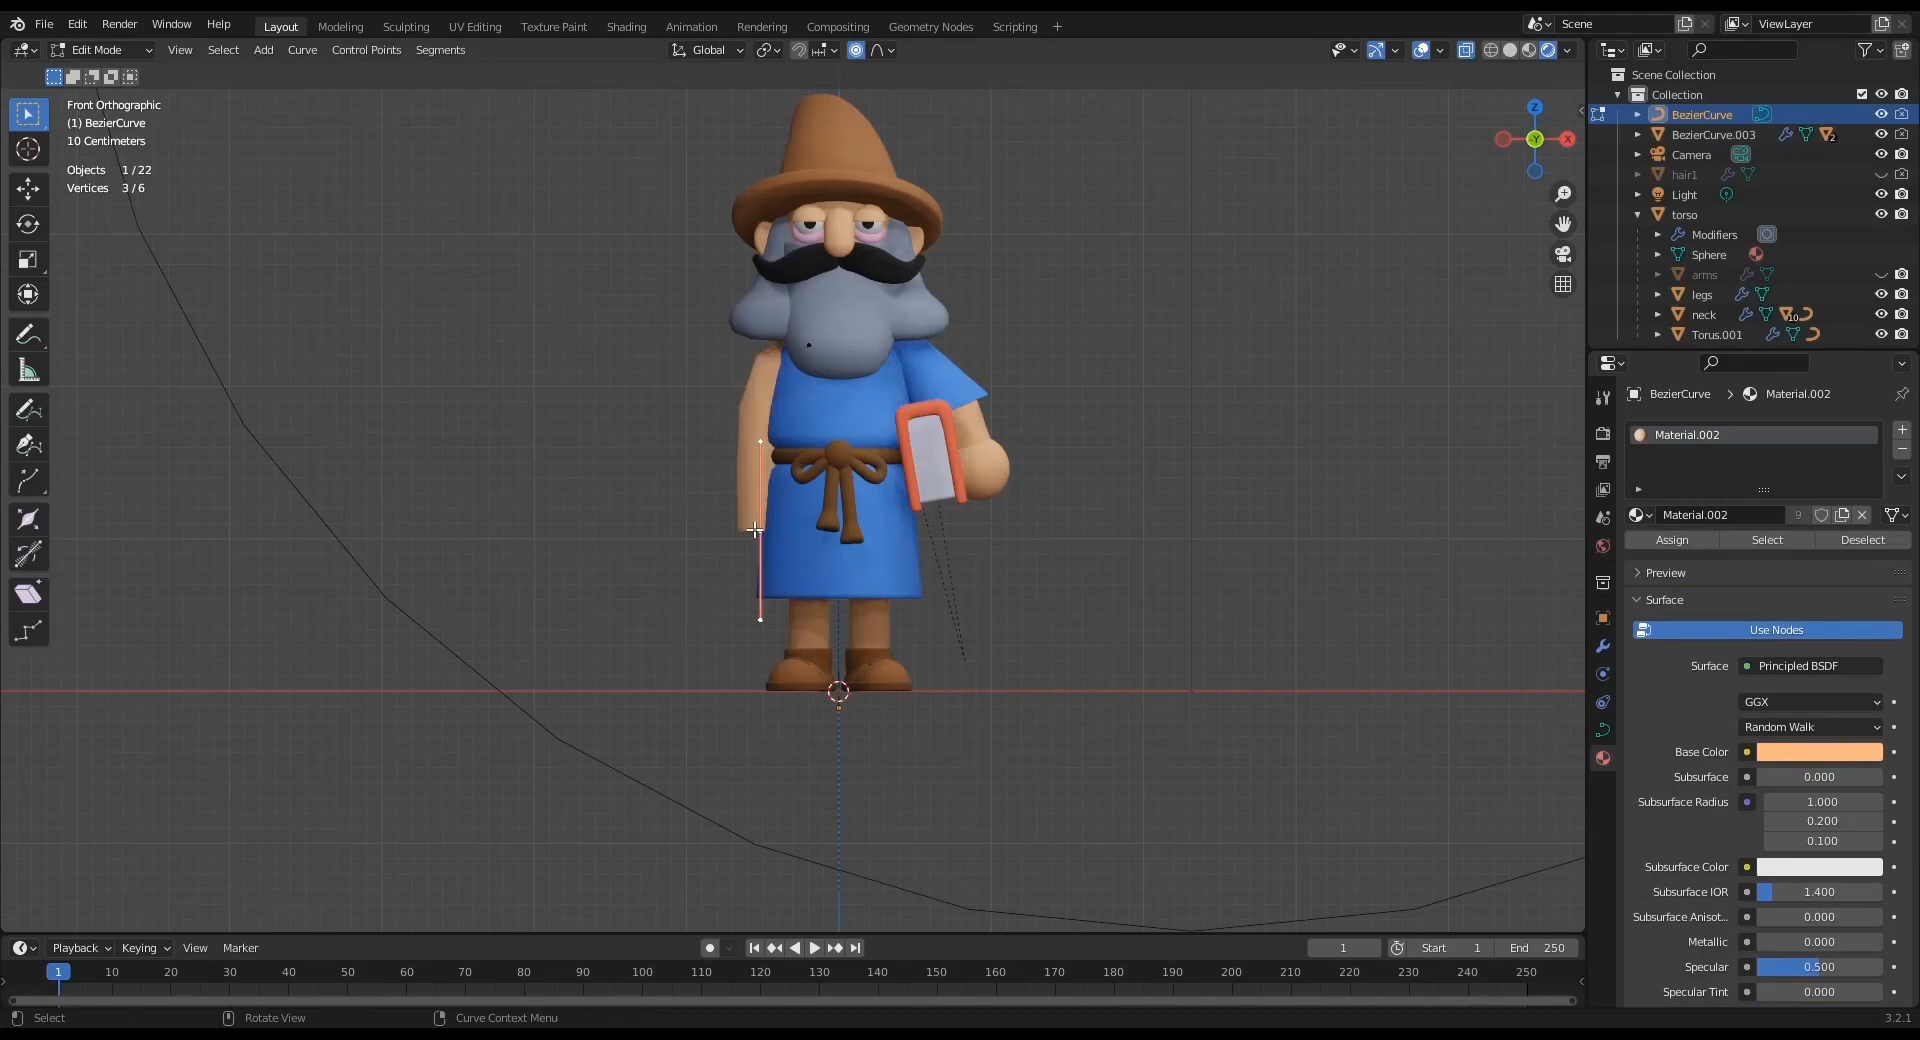 File Edit Render Window Help Layout Modeling Sculpting UV Editing Texture Paint Shading Animation Rendering Compositing Geometry Nodes Scripting + Scene ViewLayer
Edit Mode View Select Add Curve Control Points Segments Global
Front Orthographic
(1) BezierCurve
10 Centimeters
Objects 1/22
Vertices 3/6
Z
X
Y
Scene Collection
Collection
BezierCurve
BezierCurve.003 2
Camera
hair1
Light
torso
Modifiers
Sphere
arms
legs
neck 10
Torus.001
BezierCurve > Material.002
Material.002
Material.002 9
Assign Select Deselect
Preview
Surface
Use Nodes
Surface Principled BSDF
GGX
Random Walk
Base Color
Subsurface 0.000
Subsurface Radius 1.000
0.200
0.100
Subsurface Color
Subsurface IOR 1.400
Subsurface Anisot... 0.000
Metallic 0.000
Specular 0.500
Specular Tint 0.000
Playback Keying View Marker 1 Start 1 End 250
1 10 20 30 40 50 60 70 80 90 100 110 120 130 140 150 160 170 180 190 200 210 220 230 240 250
Select Rotate View Curve Context Menu 3.2.1